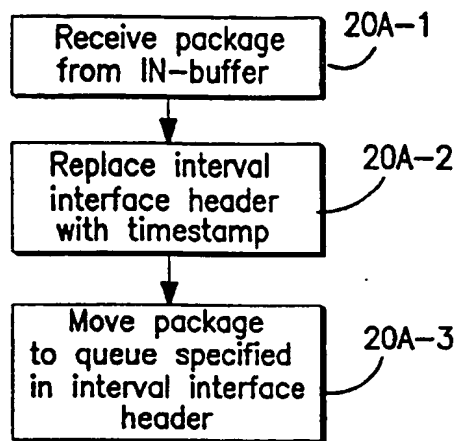 20A-1
Receive package
from IN-buffer
20A-2
Replace interval
interface header
with timestamp
20A-3
Move package
to queue specified
in interval interface
header